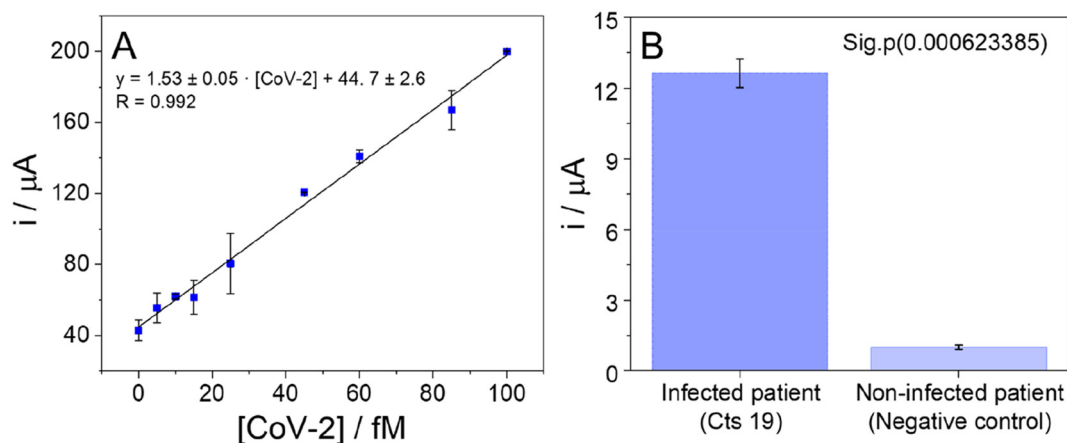 A
y = 1.53 ± 0.05 · [CoV-2] + 44. 7 ± 2.6
R = 0.992
i / μA
200
160
120
80
40
0 20 40 60 80 100
[CoV-2] / fM
B
Sig.p(0.000623385)
i / μA
15
12
9
6
3
0
Infected patient
(Cts 19)
Non-infected patient
(Negative control)